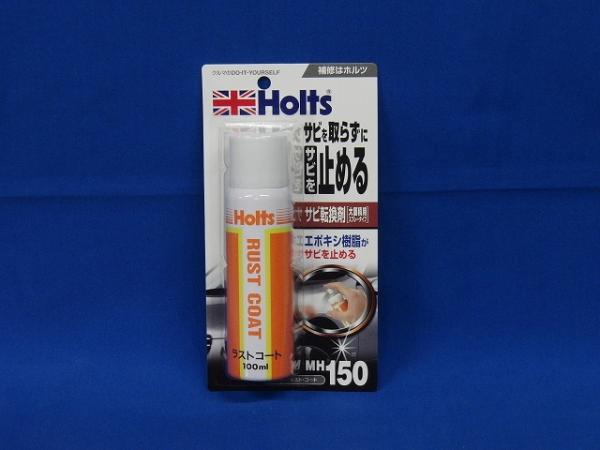 クルマのDO-IT-YOURSELF
補修はホルツ
Holts®
サビを取らずに
サビを止める
サビ転換剤
エポキシ樹脂が
サビを止める
Holts
RUST COAT
ラストコート
100ml
MH150